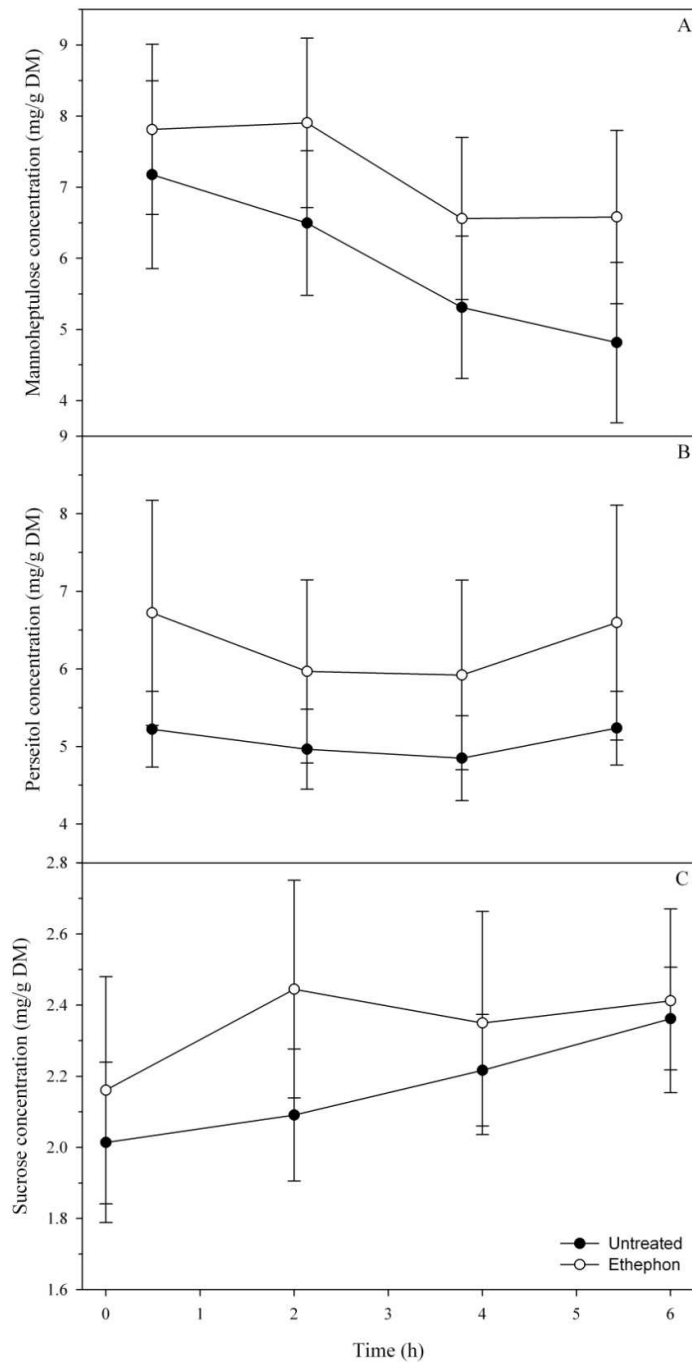 A
9
8
7
6
5
4
Mannoheptulose concentration (mg/g DM)
B
9
8
7
6
5
4
Perseitol concentration (mg/g DM)
C
2.8
2.6
2.4
2.2
2.0
1.8
1.6
Sucrose concentration (mg/g DM)
Untreated
Ethephon
0 1 2 3 4 5 6
Time (h)